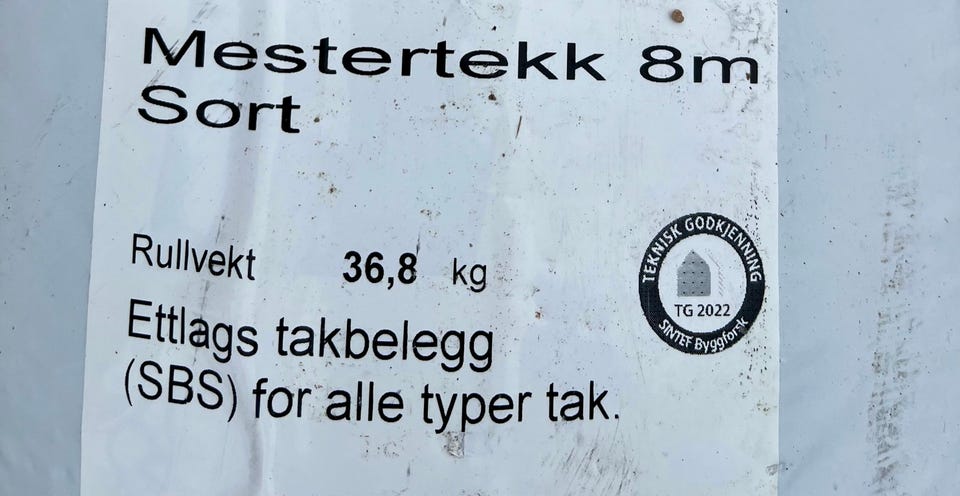 Mestertekk 8m
Sort
Rullvekt 36,8 kg
Ettlags takbelegg
(SBS) for alle typer tak.
TEKNISK GODKJENNING
TG 2022
SINTEF Byggforsk